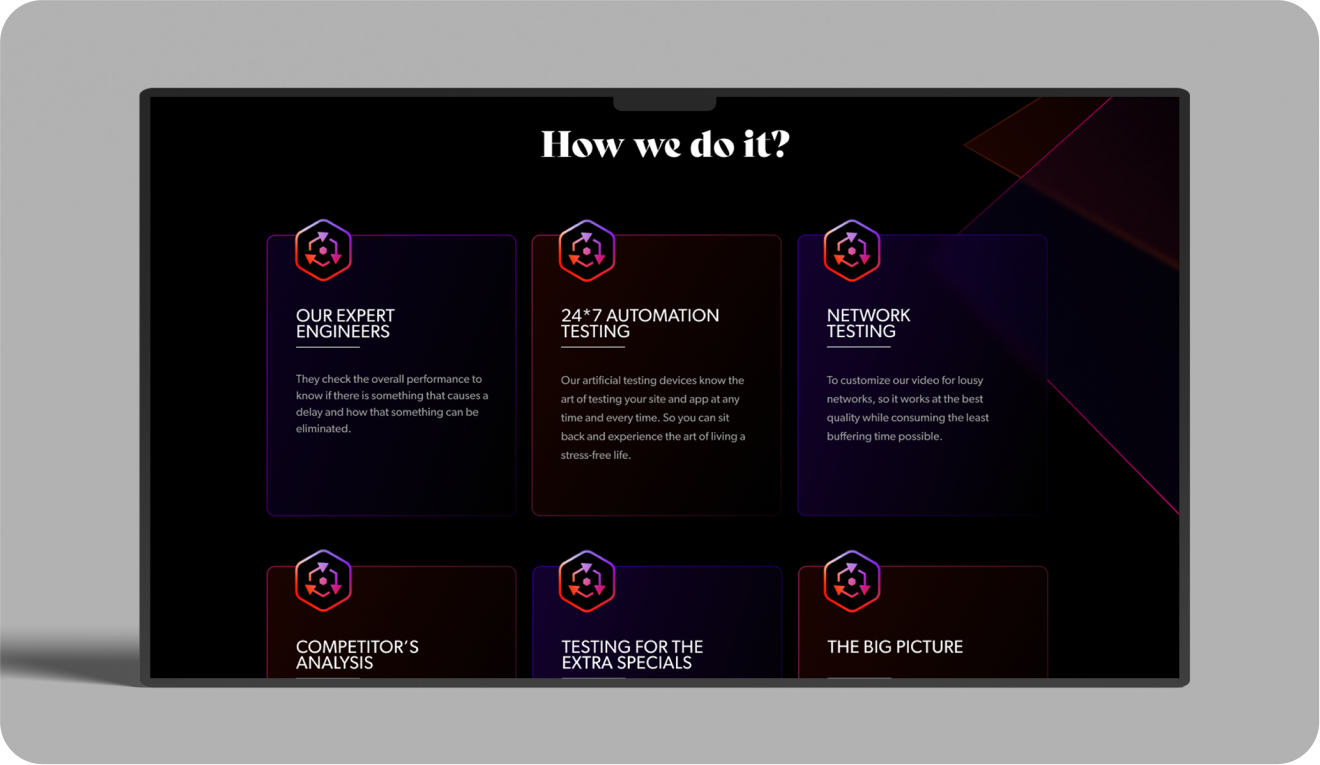 How we do it?
OUR EXPERT
ENGINEERS
They check the overall performance to
know if there is something that causes a
delay and how that something can be
eliminated.
24*7 AUTOMATION
TESTING
Our artificial testing devices know the
art of testing your site and app at any
time and every time. So you can sit
back and experience the art of living a
stress-free life.
NETWORK
TESTING
To customize our video for lousy
networks, so it works at the best
quality while consuming the least
buffering time possible.
COMPETITOR’S
ANALYSIS
TESTING FOR THE
EXTRA SPECIALS
THE BIG PICTURE